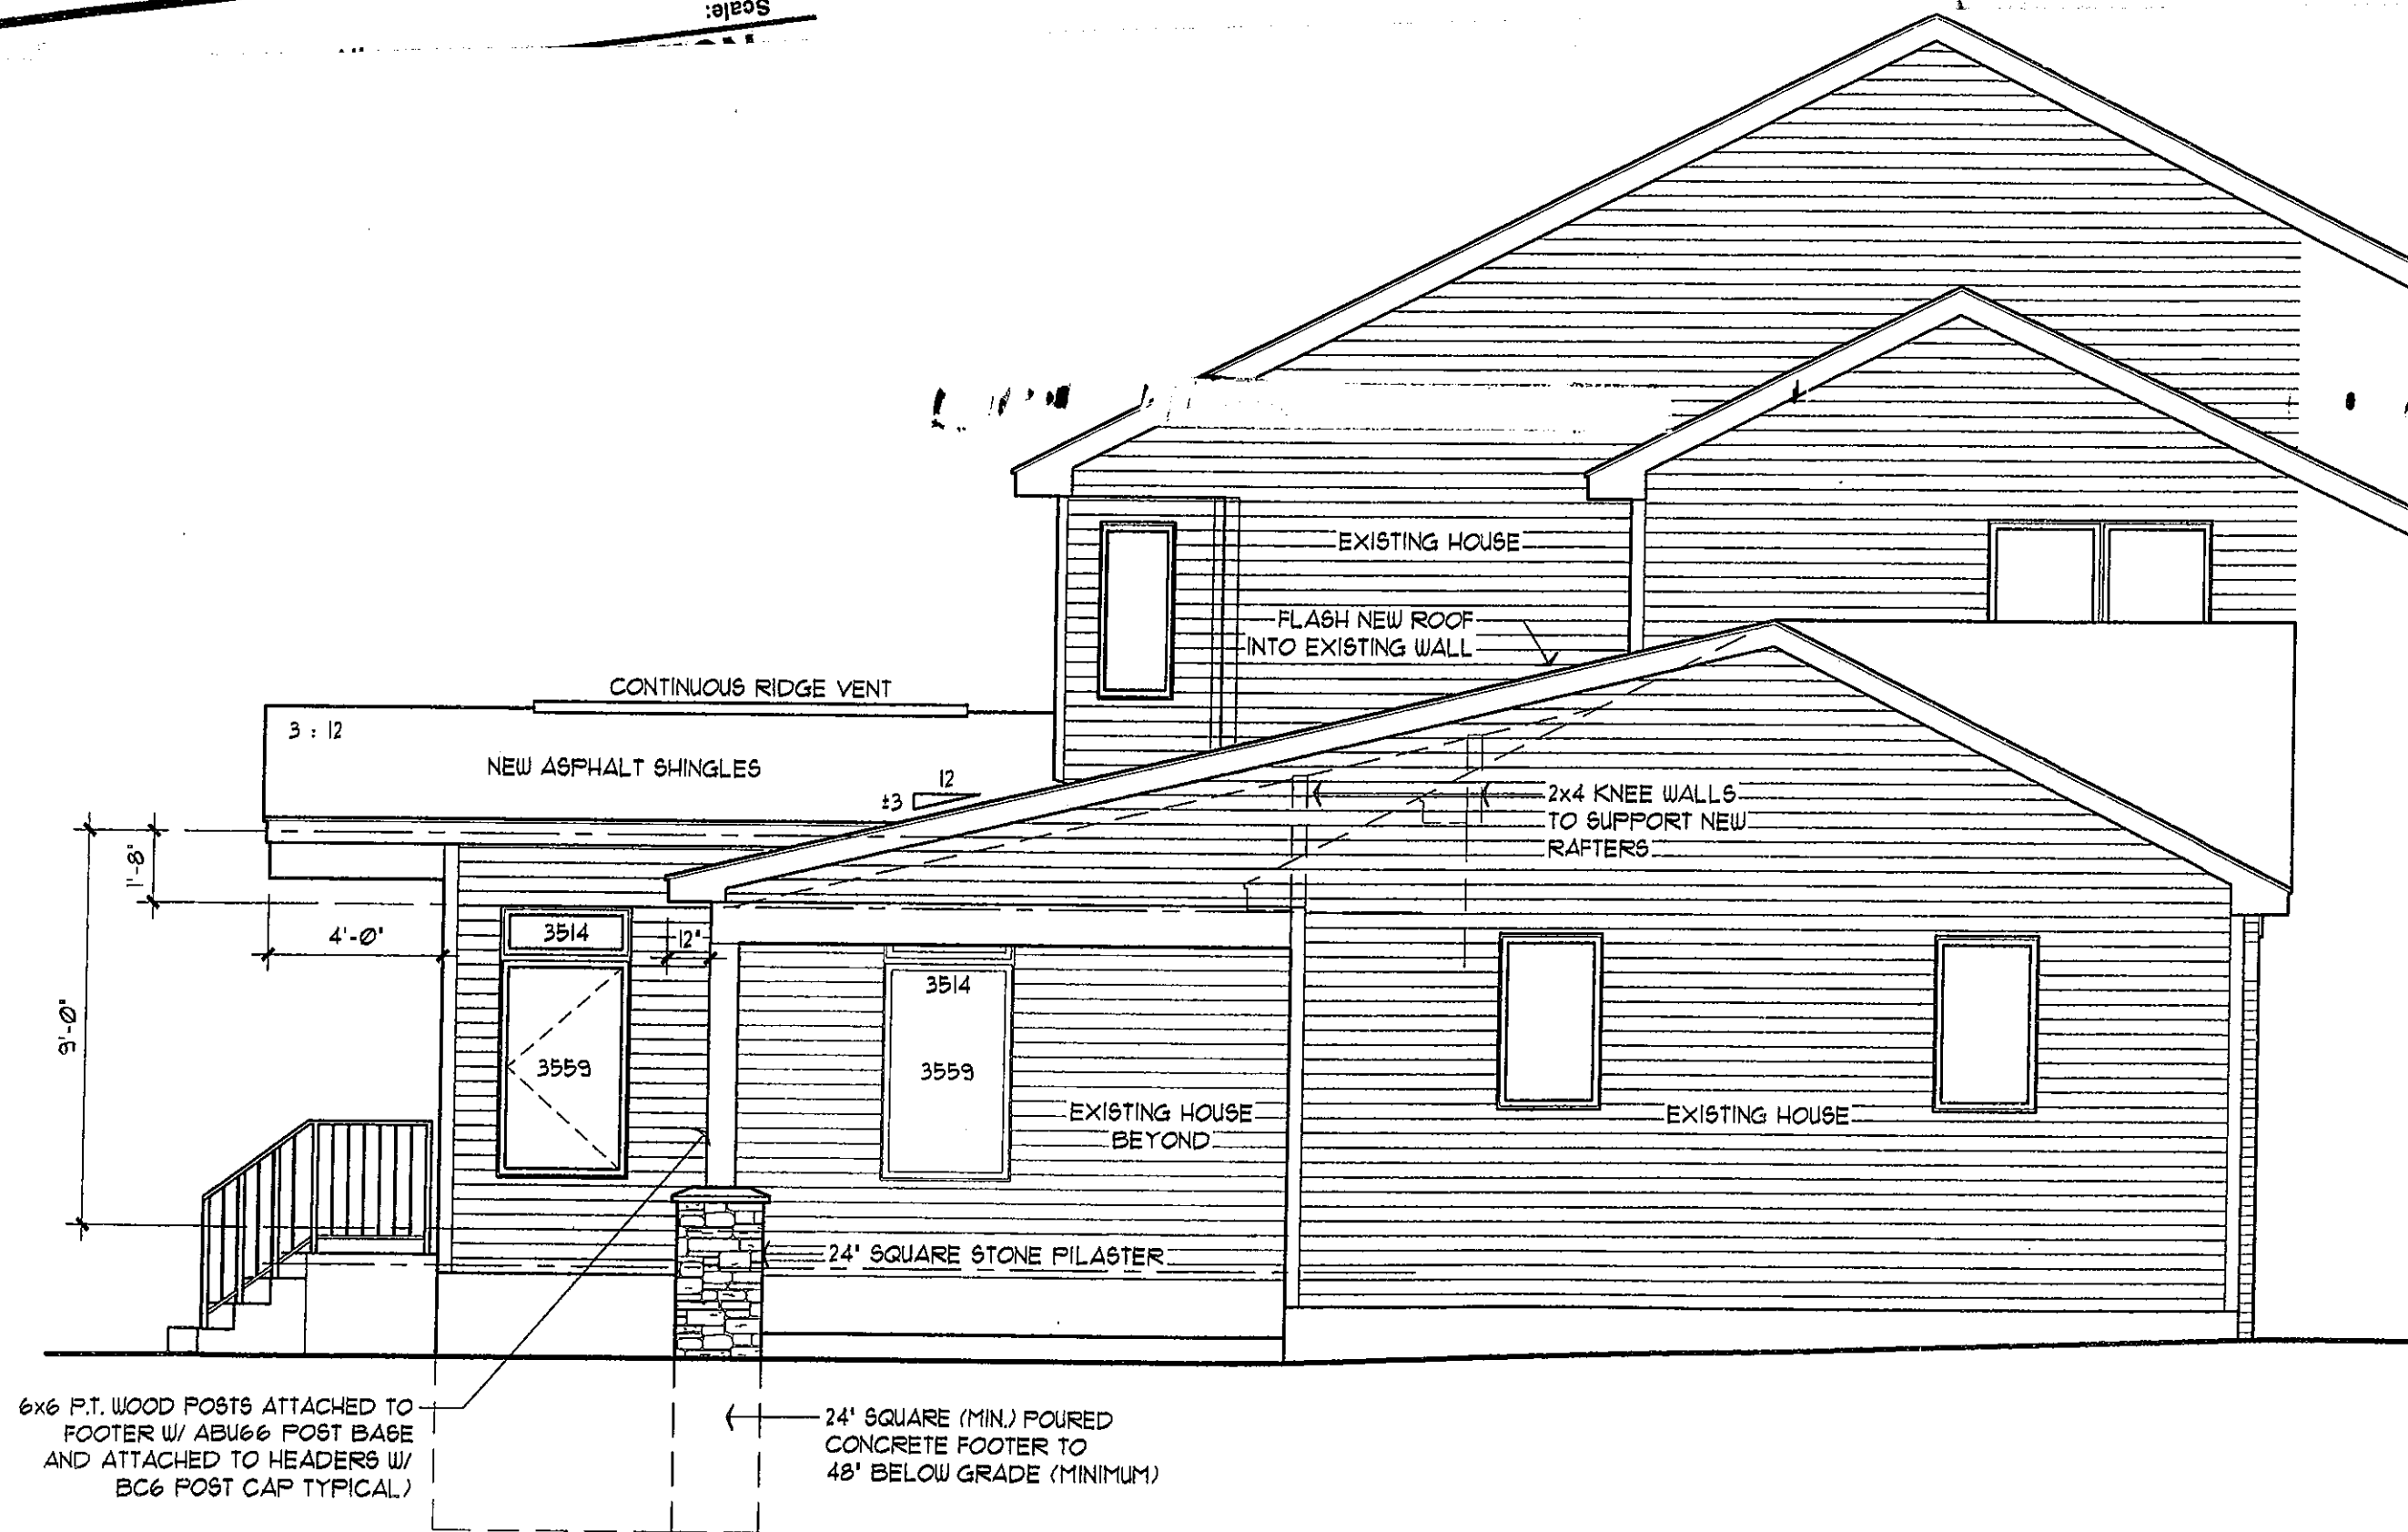 Scale:
EXISTING HOUSE
FLASH NEW ROOF
INTO EXISTING WALL
CONTINUOUS RIDGE VENT
3 : 12
NEW ASPHALT SHINGLES
12
±3
2x4 KNEE WALLS
TO SUPPORT NEW
RAFTERS
1'-8"
4'-0"
3514
12"
3514
9'-0"
3559
3559
EXISTING HOUSE
BEYOND
EXISTING HOUSE
24" SQUARE STONE PILASTER
6x6 P.T. WOOD POSTS ATTACHED TO
FOOTER W/ ABU66 POST BASE
AND ATTACHED TO HEADERS W/
BC6 POST CAP TYPICAL)
24" SQUARE (MIN.) POURED
CONCRETE FOOTER TO
48" BELOW GRADE (MINIMUM)